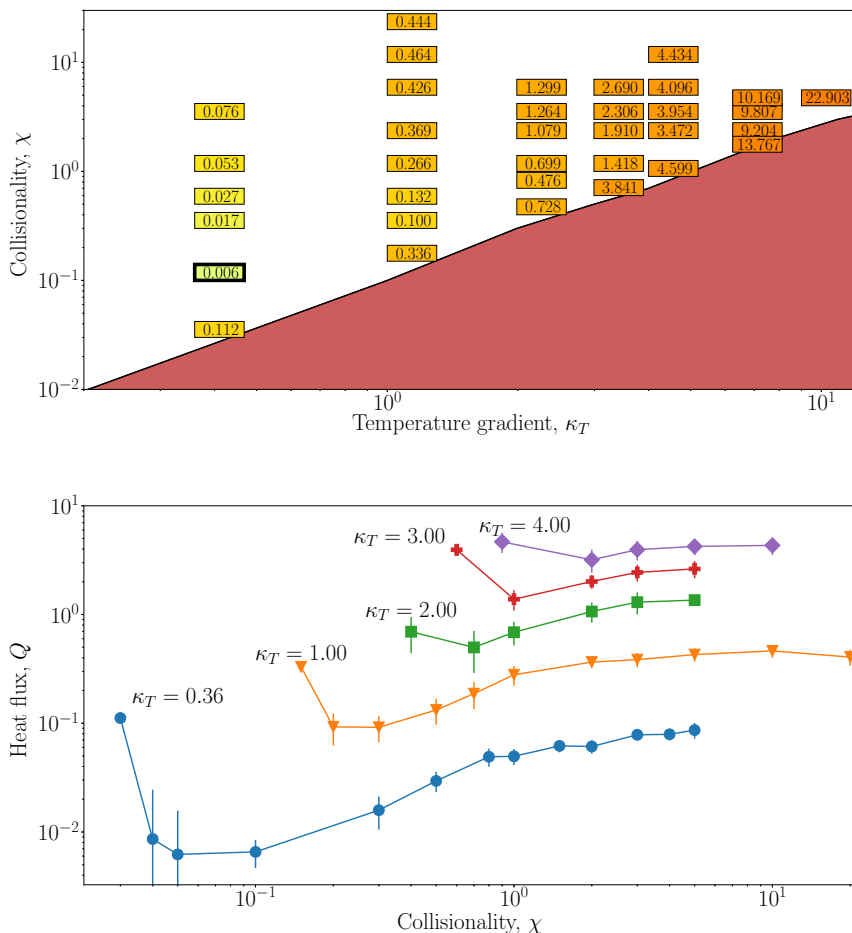 0.444
10^1 0.464 4.434
0.426 1.299 2.690 4.096 10.169 22.903
0.076 1.264 2.306 3.954 9.807
0.369 1.079 1.910 3.472 9.204
13.767
10^0 0.053 0.266 0.699 1.418 4.599
0.476 3.841
0.027 0.132 0.728
0.017 0.100
0.336
10^{-1} 0.006
0.112
10^{-2}
Collisionality, χ
10^0 10^1
Temperature gradient, κ_T
10^1
κ_T = 3.00 κ_T = 4.00
10^0 κ_T = 2.00
κ_T = 1.00
κ_T = 0.36
10^{-1}
10^{-2}
Heat flux, Q
10^{-1} 10^0 10^1
Collisionality, χ